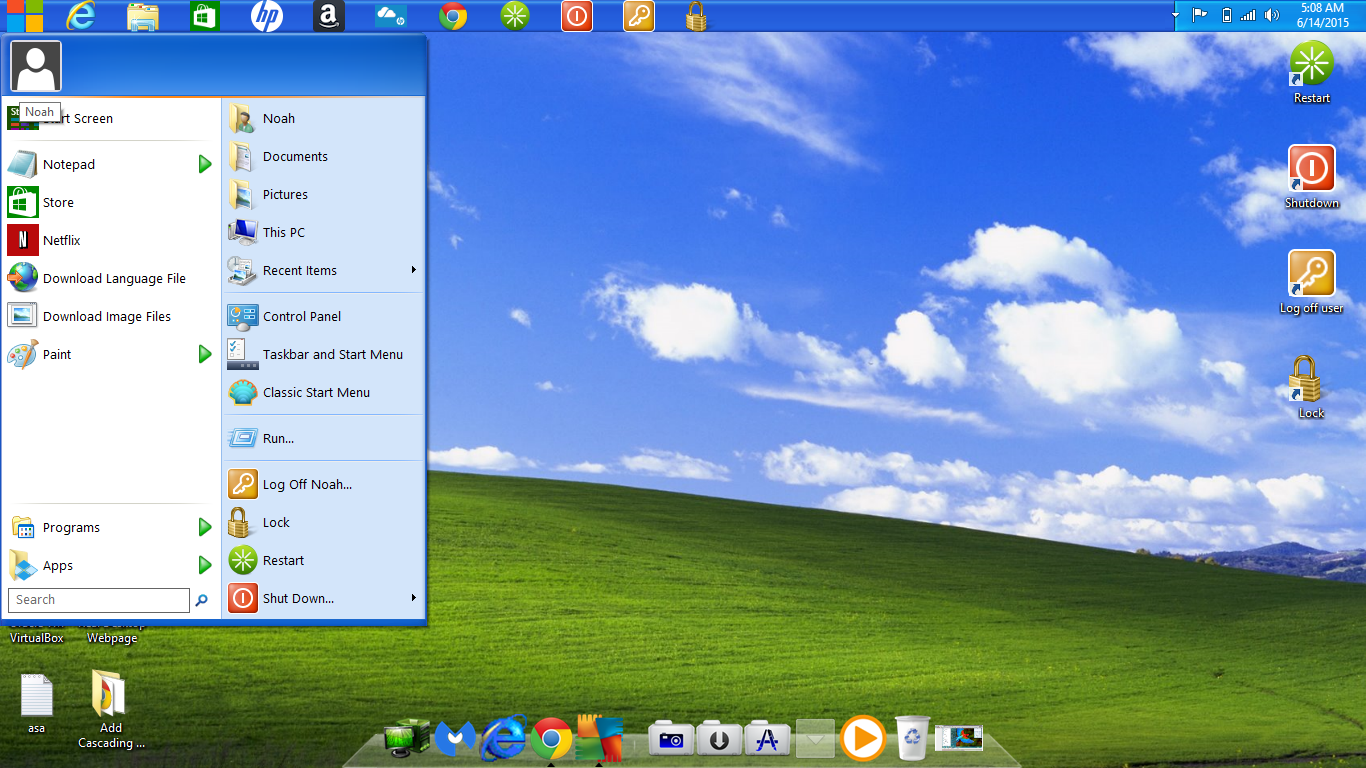 5:08 AM
6/14/2015
Noah
Start Screen
Notepad
Store
Netflix
Download Language File
Download Image Files
Paint
Programs
Apps
Search
Noah
Documents
Pictures
This PC
Recent Items
Control Panel
Taskbar and Start Menu
Classic Start Menu
Run...
Log Off Noah...
Lock
Restart
Shut Down...
Restart
Shutdown
Log off user
Lock
VirtualBox
Webpage
asa
Add
Cascading ...
hp
a
N